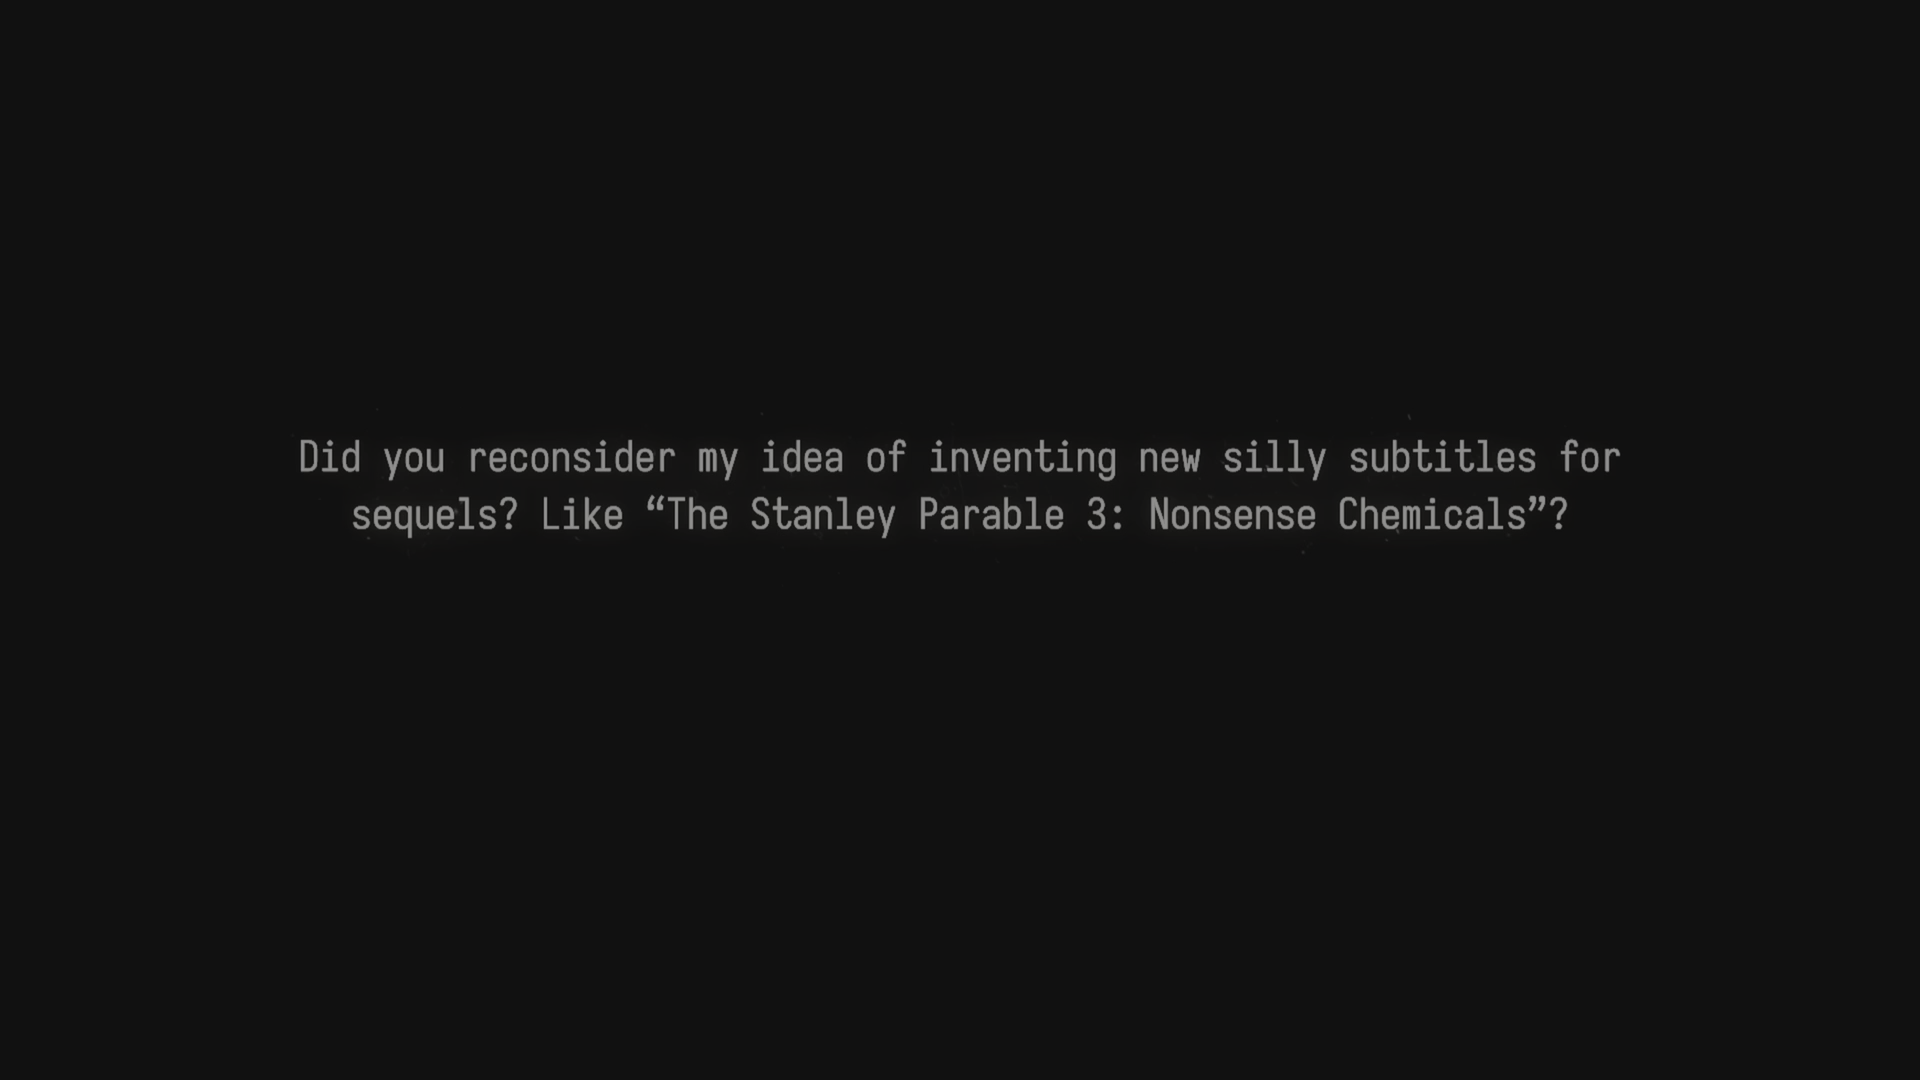 Did you reconsider my idea of inventing new silly subtitles for
sequels? Like “The Stanley Parable 3: Nonsense Chemicals”?